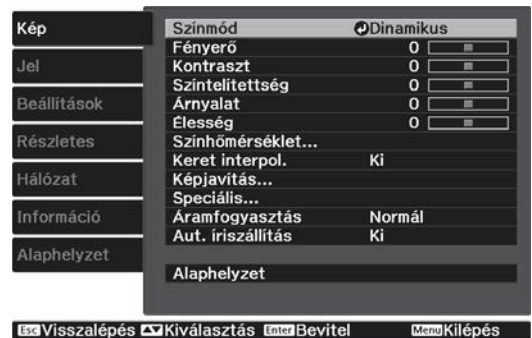 Kép
Jel
Beállítások
Részletes
Hálózat
Információ
Alaphelyzet
Színmód Dinamikus
Fényerő 0
Kontraszt 0
Színtelítettség 0
Árnyalat 0
Élesség 0
Színhőmérséklet...
Keret interpol. Ki
Képjavítás...
Speciális...
Áramfogyasztás Normál
Aut. íriszállítás Ki
Alaphelyzet
Esc Visszalépés Kiválasztás Enter Bevitel Menu Kilépés